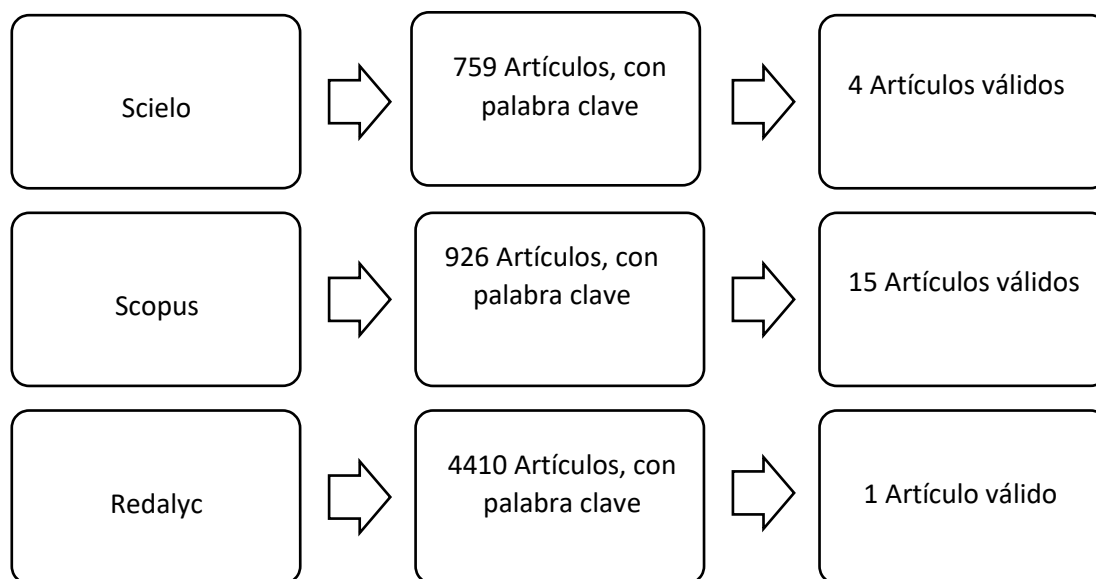 Scielo
759 Artículos, con
palabra clave
4 Artículos válidos
Scopus
926 Artículos, con
palabra clave
15 Artículos válidos
Redalyc
4410 Artículos, con
palabra clave
1 Artículo válido